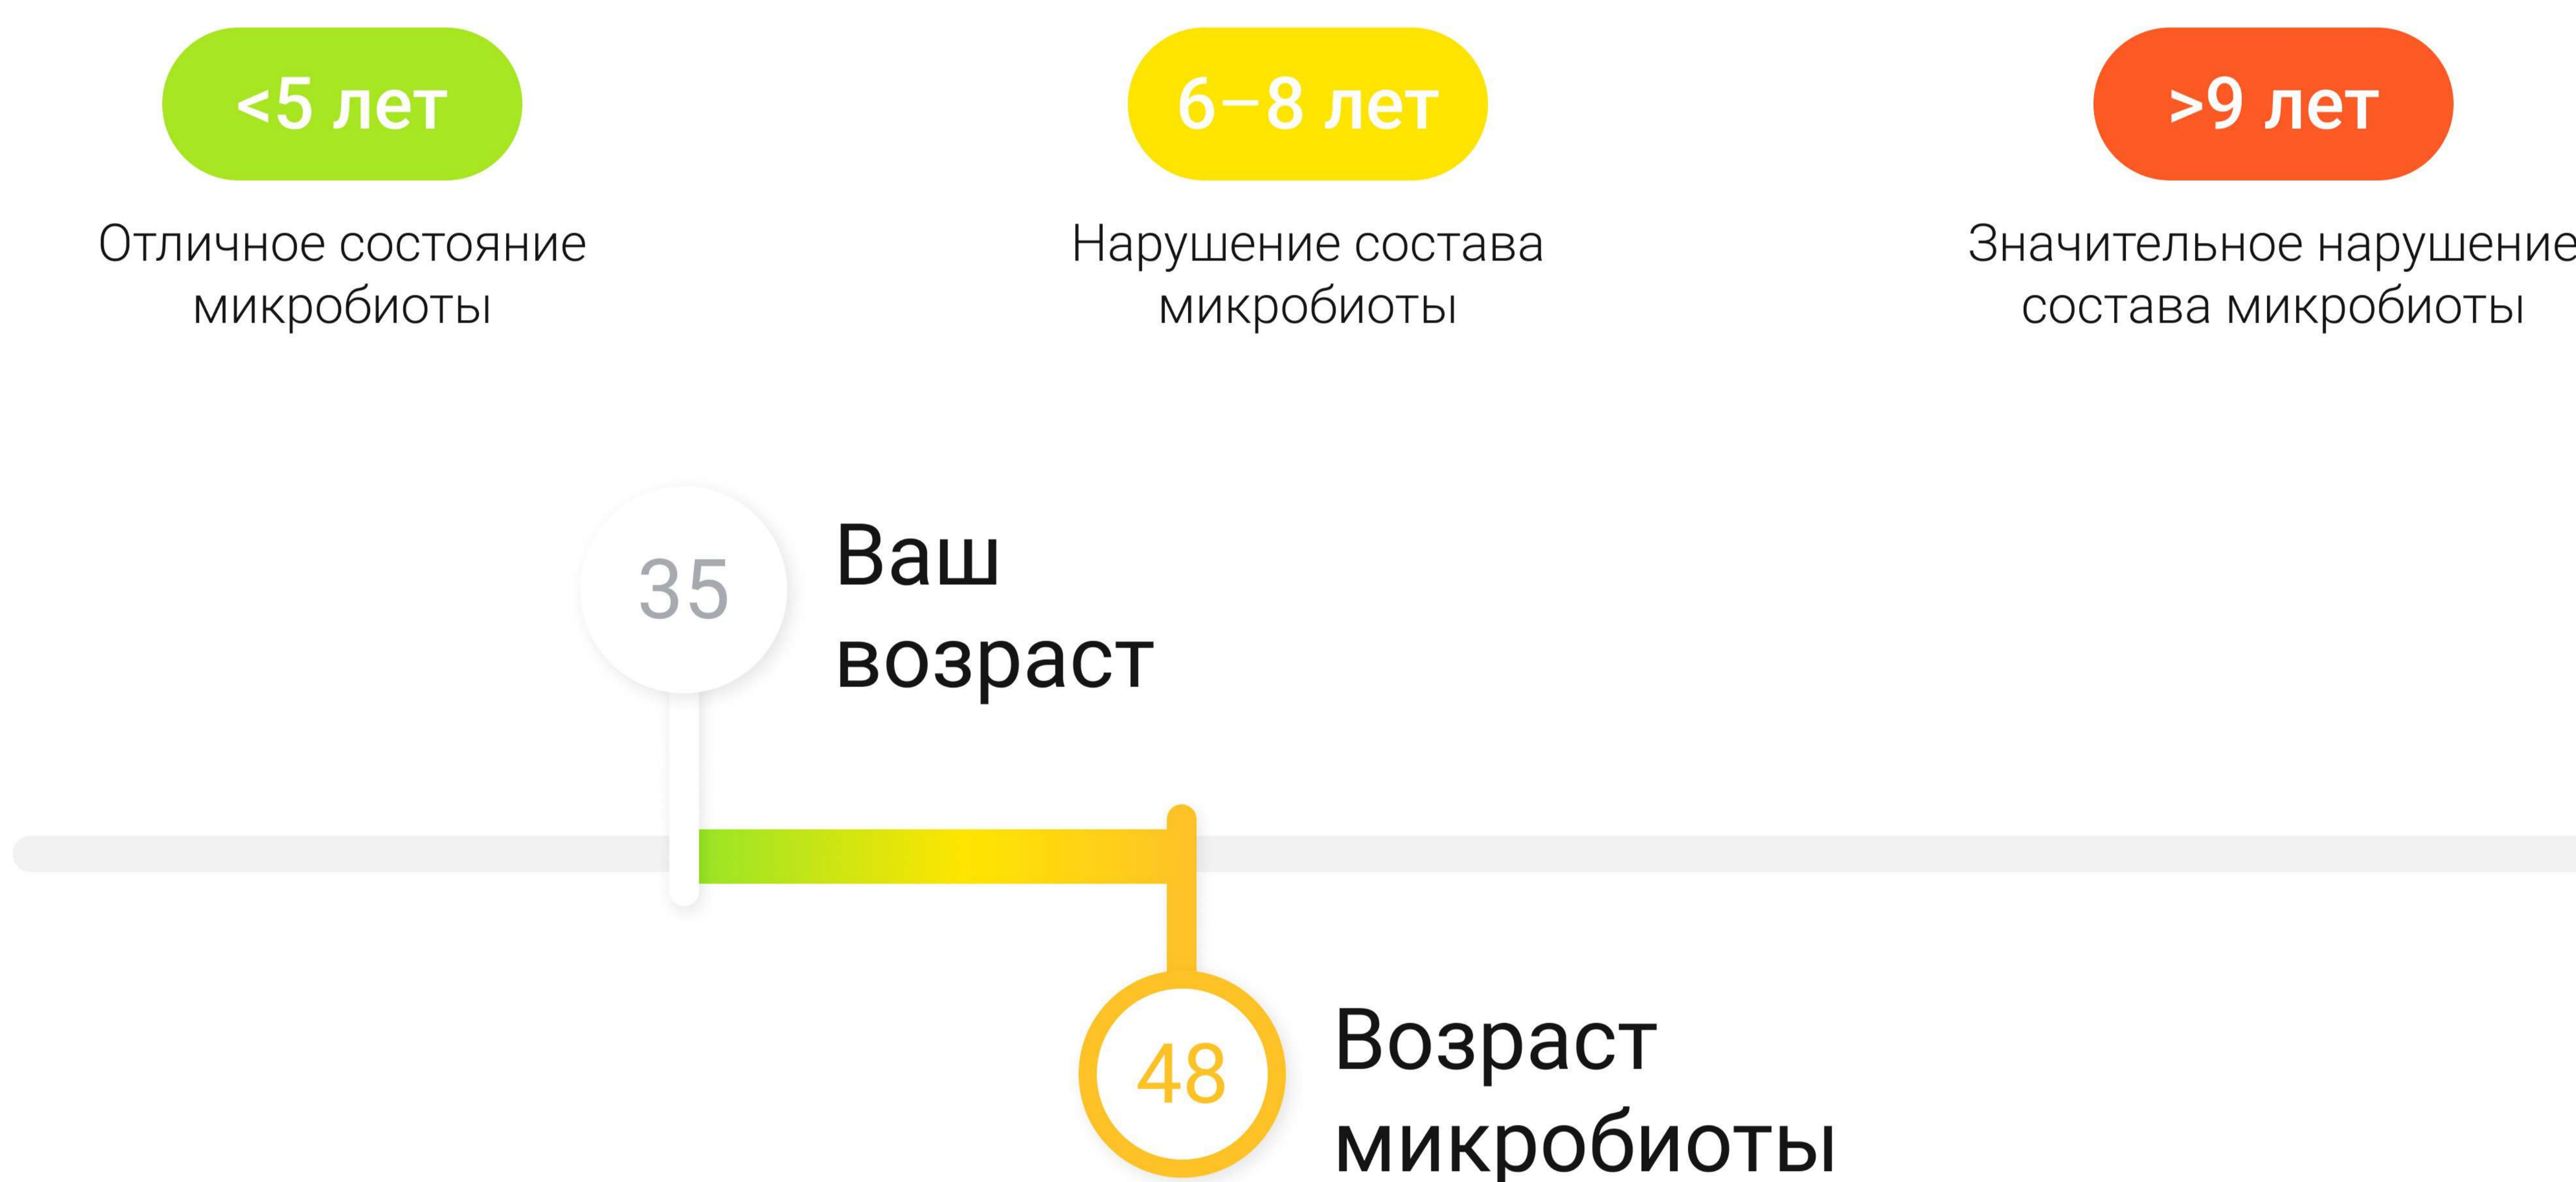 <5 лет
6–8 лет
>9 лет
Отличное состояние
микробиоты
Нарушение состава
микробиоты
Значительное нарушение
состава микробиоты
35
Ваш
возраст
48
Возраст
микробиоты